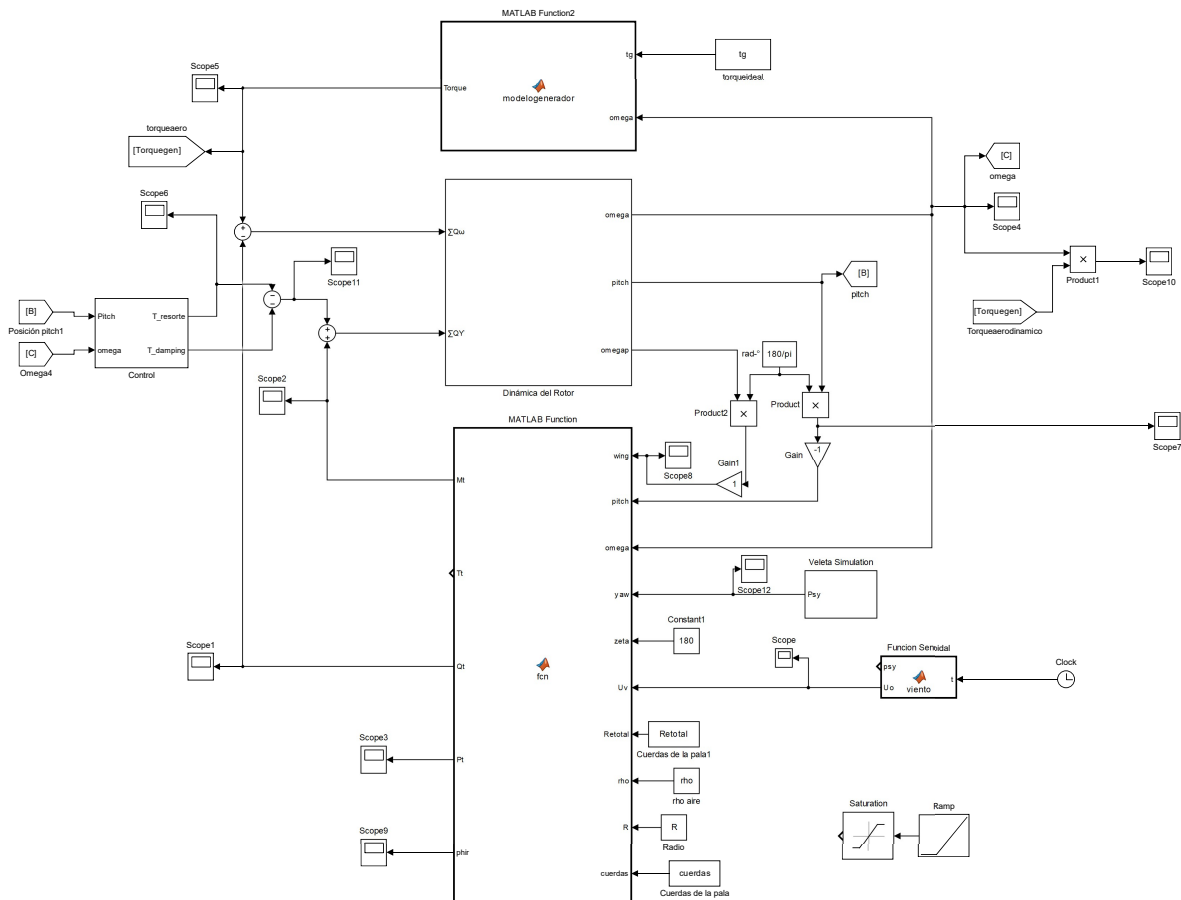 MATLAB Function2
tg
tg
torqueideal
Scope5
Torque
modelogenerador
omega
torqueaero
[Torquegen]
[C]
omega
Scope6
Scope4
omega
+
−
∑Qω
Scope11
Product1
×
Scope10
pitch
[B]
pitch
−
−
[B]
Posición pitch1
Pitch
T_resorte
[Torquegen]
Torqueaerodinamico
+
+
∑QY
omegap
rad-°
180/pi
[C]
Omega4
omega
T_damping
Control
Scope2
Dinámica del Rotor
Product2
×
Product
×
MATLAB Function
Scope7
wing
Scope8
Gain1
1
Gain
-1
Mt
pitch
omega
Veleta Simulation
Tt
yaw
Scope12
Psy
Constant1
zeta
180
Scope
Funcion Senoidal
Scope1
Qt
fcn
psy
Uo
viento
t
Clock
Uv
Retotal
Retotal
Cuerdas de la pala1
Scope3
Pt
rho
rho
rho aire
Saturation
Ramp
R
R
Radio
Scope9
phir
cuerdas
cuerdas
Cuerdas de la pala